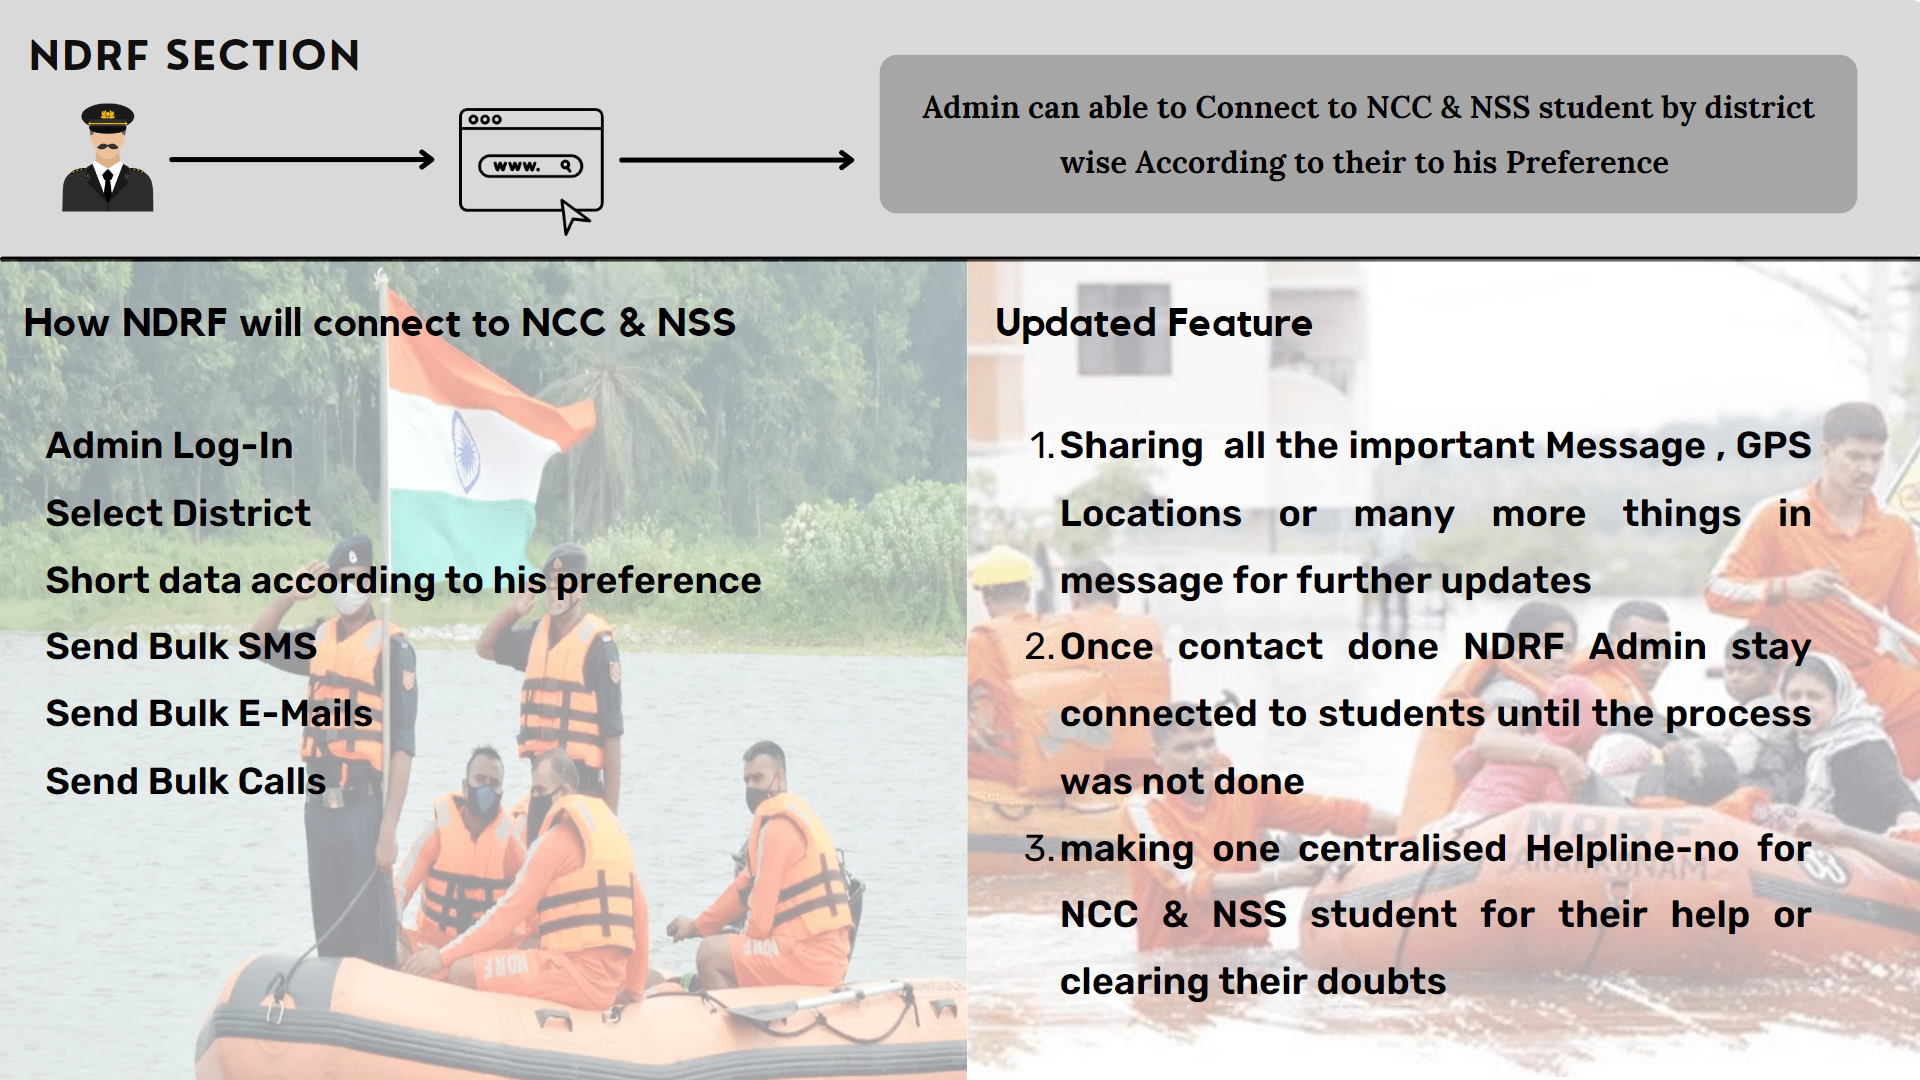 NDRF SECTION
www.
Admin can able to Connect to NCC & NSS student by district
wise According to their to his Preference
How NDRF will connect to NCC & NSS
Admin Log-In
Select District
Short data according to his preference
Send Bulk SMS
Send Bulk E-Mails
Send Bulk Calls
NDRF
Updated Feature
1. Sharing all the important Message , GPS
Locations or many more things in
message for further updates
2. Once contact done NDRF Admin stay
connected to students until the process
was not done
3. making one centralised Helpline-no for
NCC & NSS student for their help or
clearing their doubts
NDRF
ARAKKONAM